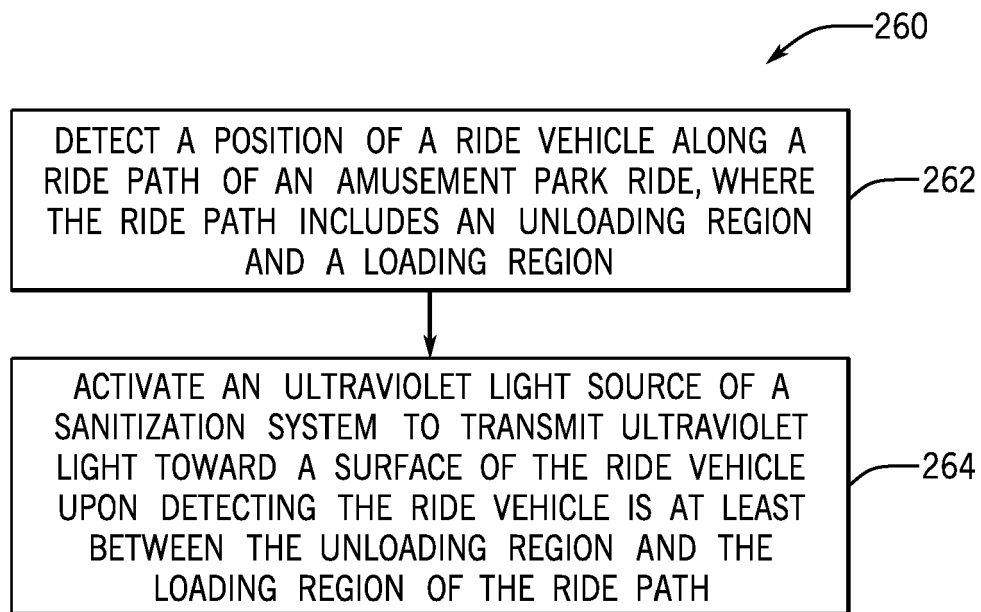 260
DETECT A POSITION OF A RIDE VEHICLE ALONG A
RIDE PATH OF AN AMUSEMENT PARK RIDE, WHERE
THE RIDE PATH INCLUDES AN UNLOADING REGION
AND A LOADING REGION
262
ACTIVATE AN ULTRAVIOLET LIGHT SOURCE OF A
SANITIZATION SYSTEM TO TRANSMIT ULTRAVIOLET
LIGHT TOWARD A SURFACE OF THE RIDE VEHICLE
UPON DETECTING THE RIDE VEHICLE IS AT LEAST
BETWEEN THE UNLOADING REGION AND THE
LOADING REGION OF THE RIDE PATH
264